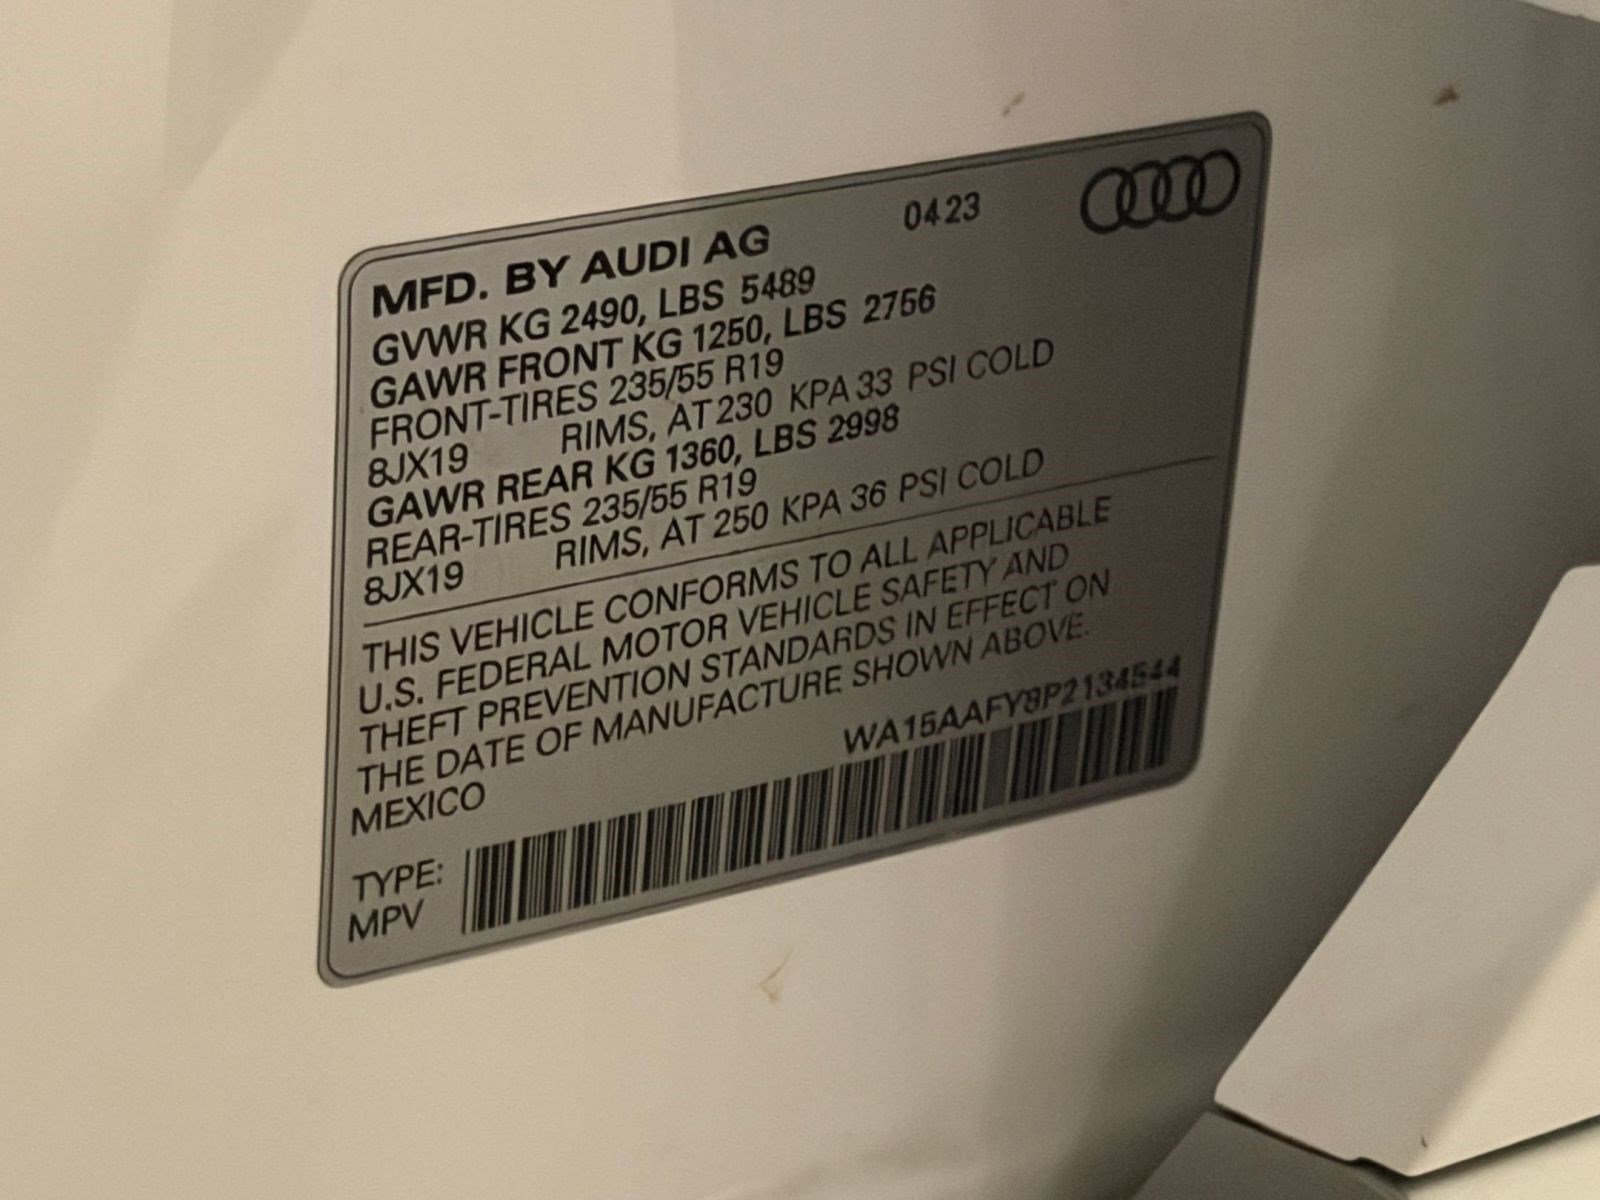 MFD. BY AUDI AG 0423
GVWR KG 2490, LBS 5489
GAWR FRONT KG 1250, LBS 2756
FRONT-TIRES 235/55 R19
8JX19 RIMS, AT 230 KPA 33 PSI COLD
GAWR REAR KG 1360, LBS 2998
REAR-TIRES 235/55 R19
8JX19 RIMS, AT 250 KPA 36 PSI COLD
THIS VEHICLE CONFORMS TO ALL APPLICABLE
U.S. FEDERAL MOTOR VEHICLE SAFETY AND
THEFT PREVENTION STANDARDS IN EFFECT ON
THE DATE OF MANUFACTURE SHOWN ABOVE.
MEXICO WA15AAFY8P2134544
TYPE:
MPV